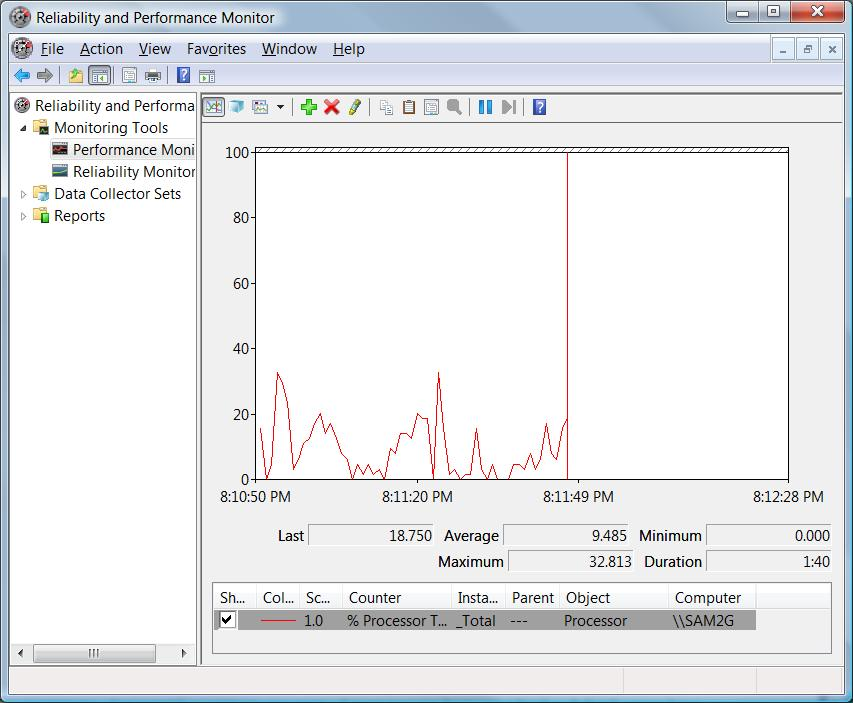 Reliability and Performance Monitor
File Action View Favorites Window Help
Reliability and Performa
Monitoring Tools
Performance Moni
Reliability Monitor
Data Collector Sets
Reports
100
80
60
40
20
0
8:10:50 PM 8:11:20 PM 8:11:49 PM 8:12:28 PM
Last 18.750 Average 9.485 Minimum 0.000
Maximum 32.813 Duration 1:40
Sh... Col... Sc... Counter Insta... Parent Object Computer
1.0 % Processor T... _Total --- Processor \\SAM2G